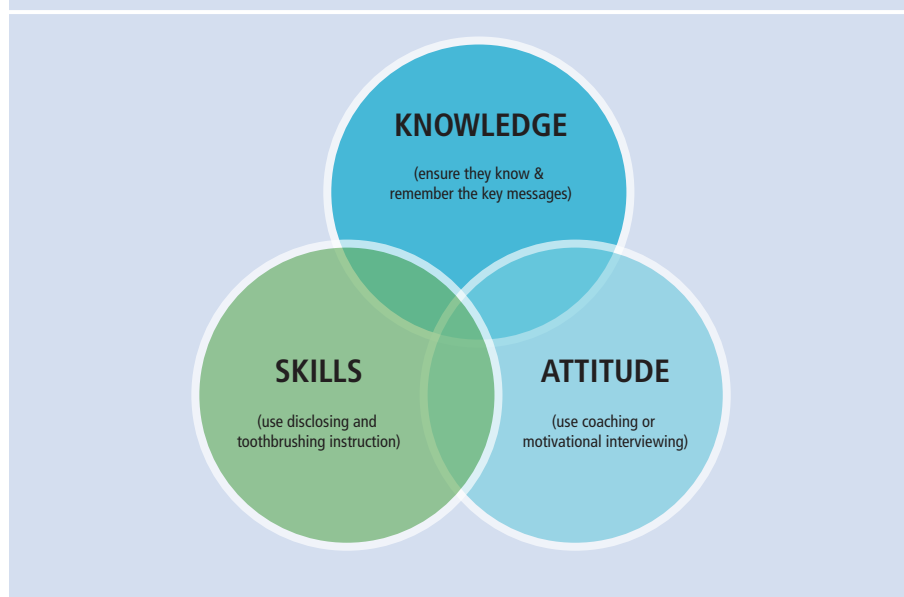 KNOWLEDGE
(ensure they know &
remember the key messages)
SKILLS
(use disclosing and
toothbrushing instruction)
ATTITUDE
(use coaching or
motivational interviewing)